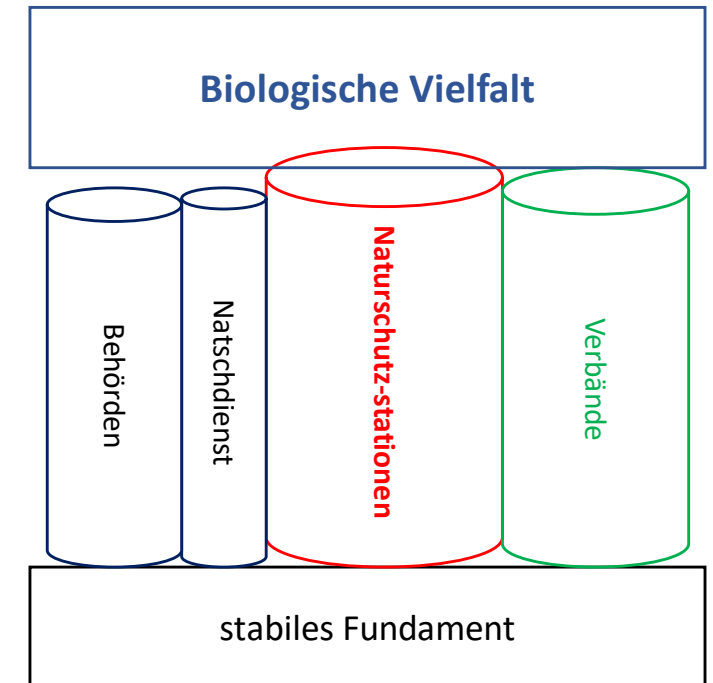 Biologische Vielfalt
Behörden
Natschdienst
Naturschutz-stationen
Verbände
stabiles Fundament